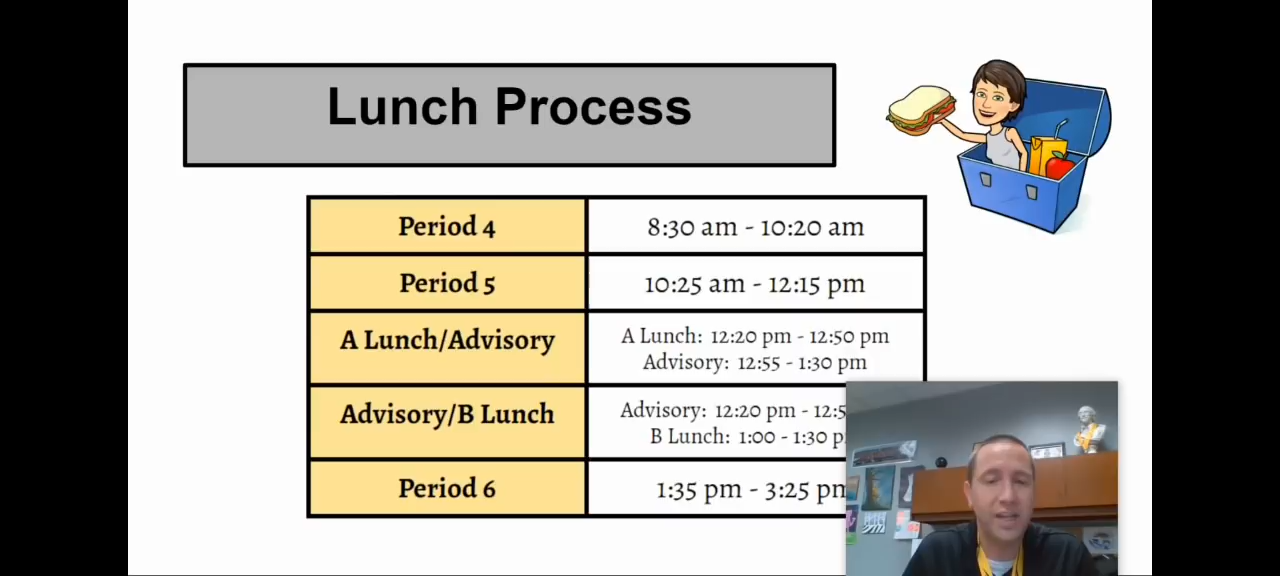 Lunch Process
Period 4
8:30 am - 10:20 am
Period 5
10:25 am - 12:15 pm
A Lunch/Advisory
A Lunch: 12:20 pm - 12:50 pm
Advisory: 12:55 - 1:30 pm
Advisory/B Lunch
Advisory: 12:20 pm -
B Lunch: 1:00 - 1:30
Period 6
1:35 pm - 3:25 pm